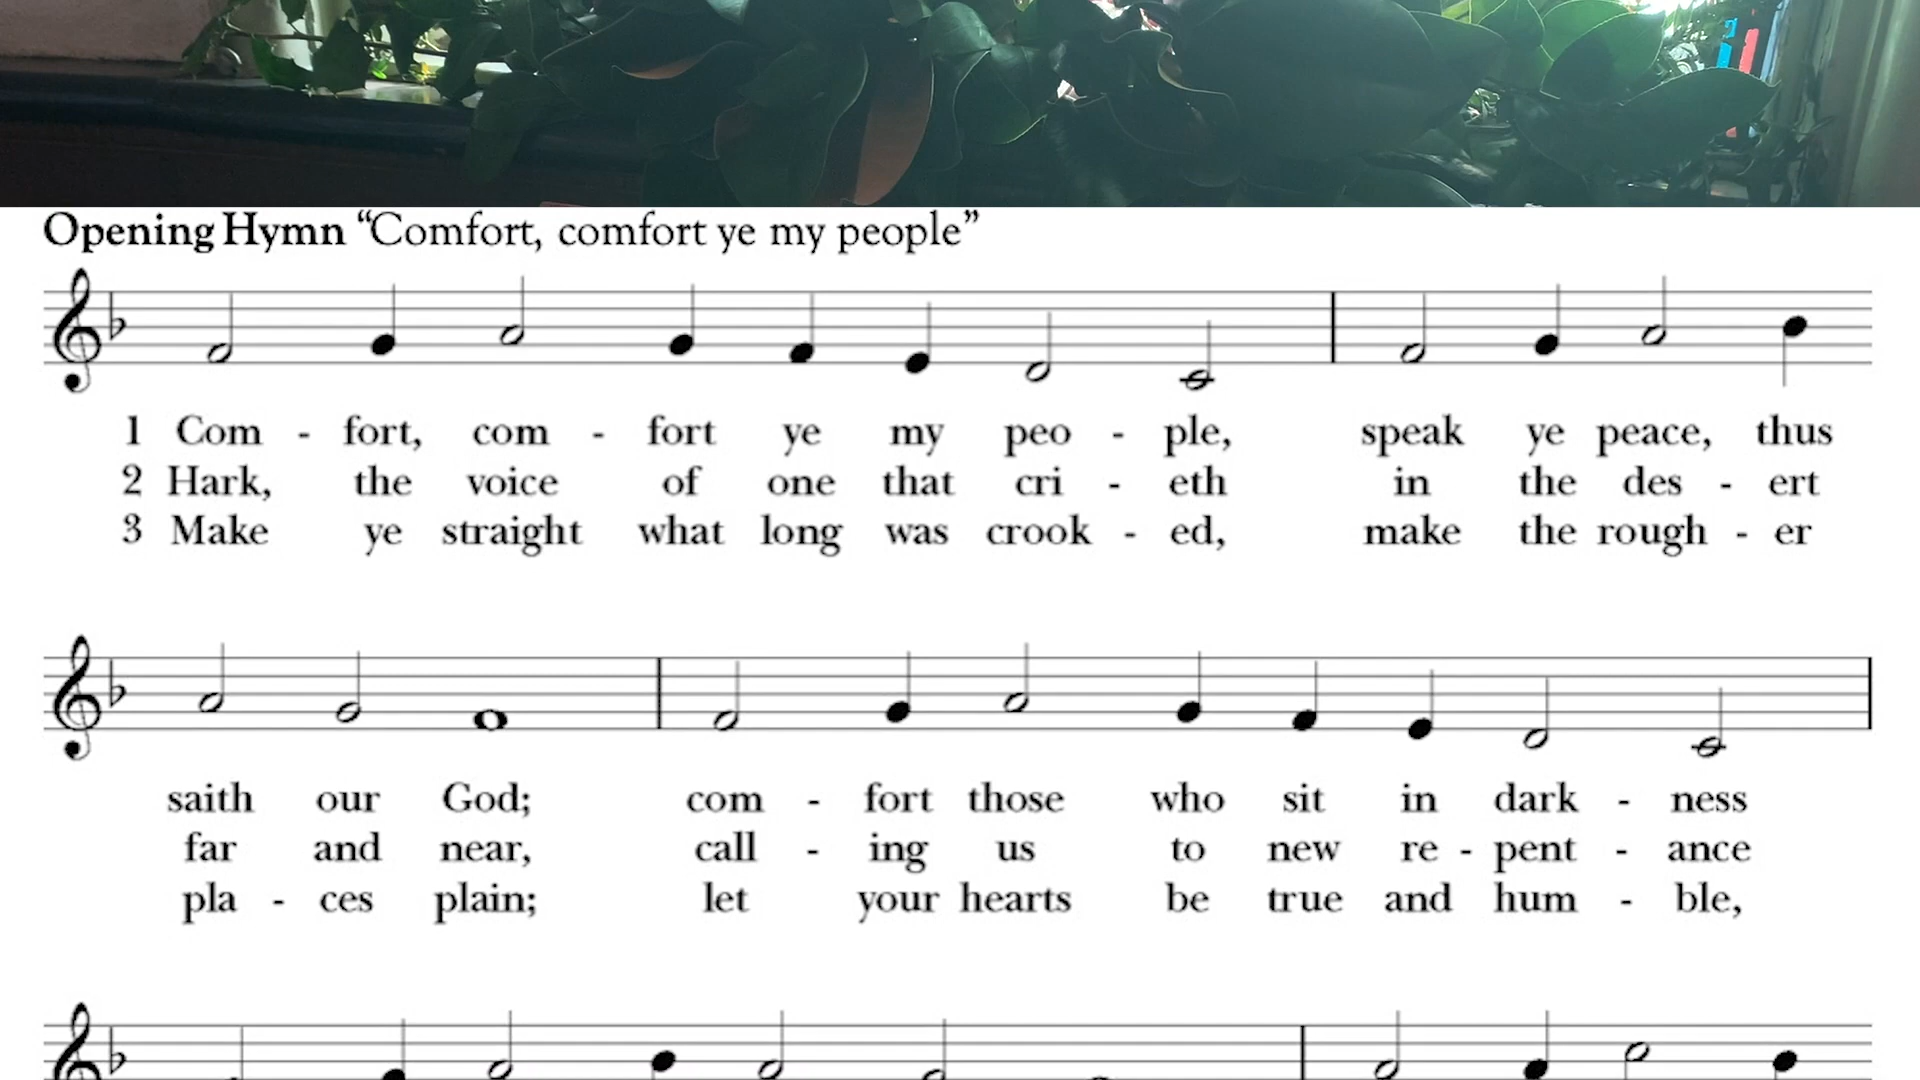 Opening Hymn “Comfort, comfort ye my people”
1 Com - fort, com - fort ye my peo - ple, speak ye peace, thus
2 Hark, the voice of one that cri - eth in the des - ert
3 Make ye straight what long was crook - ed, make the rough - er
saith our God; com - fort those who sit in dark - ness
far and near, call - ing us to new re - pent - ance
pla - ces plain; let your hearts be true and hum - ble,